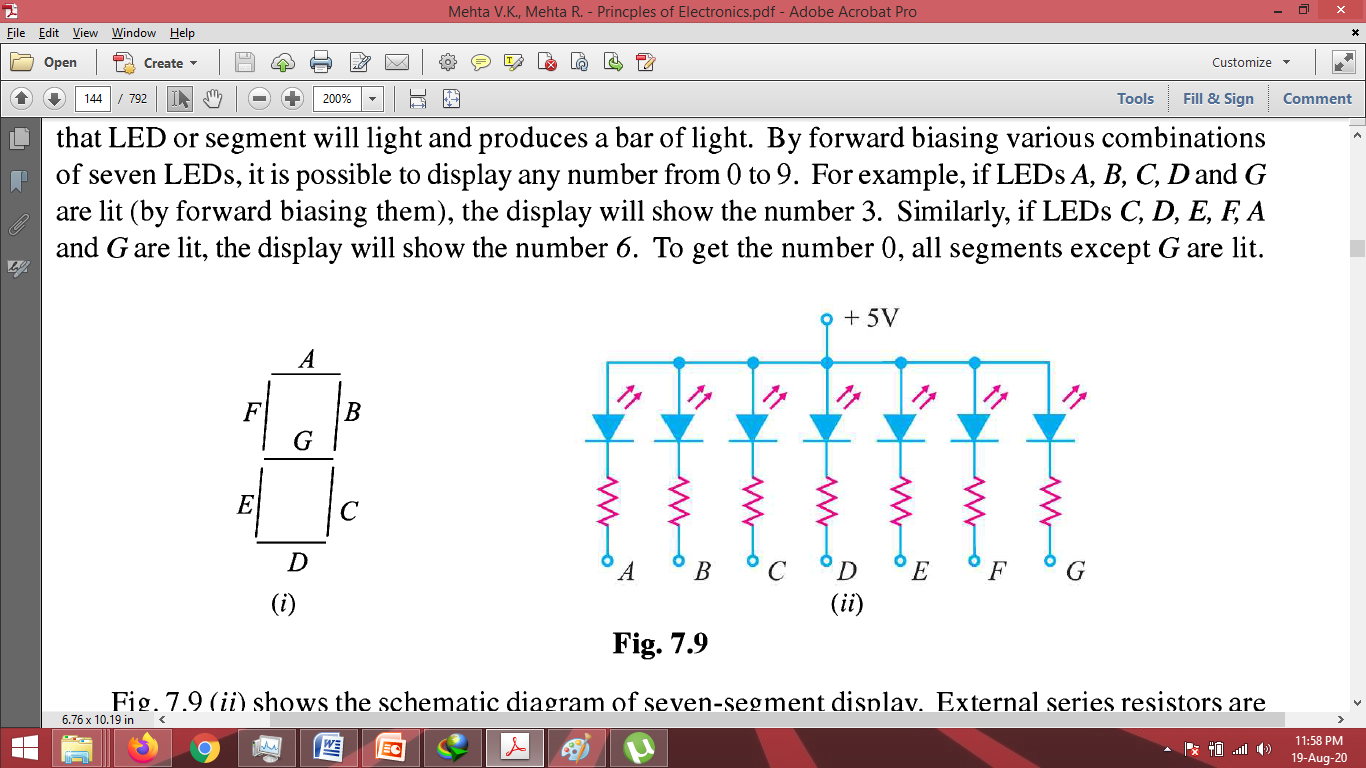 Mehta V.K., Mehta R. - Princples of Electronics.pdf - Adobe Acrobat Pro
File Edit View Window Help
Open Create Customize
144 / 792 200% Tools Fill & Sign Comment
that LED or segment will light and produces a bar of light. By forward biasing various combinations
of seven LEDs, it is possible to display any number from 0 to 9. For example, if LEDs A, B, C, D and G
are lit (by forward biasing them), the display will show the number 3. Similarly, if LEDs C, D, E, F, A
and G are lit, the display will show the number 6. To get the number 0, all segments except G are lit.
A
F B
G
E C
D
(i)
+ 5V
A B C D E F G
(ii)
Fig. 7.9
Fig. 7.9 (ii) shows the schematic diagram of seven-segment display. External series resistors are
6.76 x 10.19 in
11:58 PM
19-Aug-20